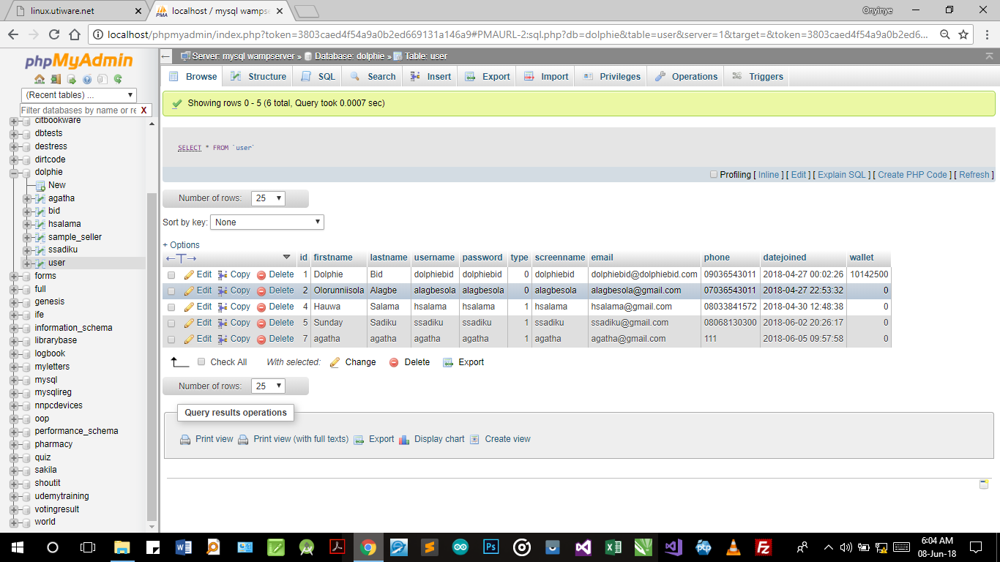 linux.utiware.net
localhost / mysql wampse
Onyinye
localhost/phpmyadmin/index.php?token=3803caed4f54a9a0b2ed669131a146a9#PMAURL-2:sql.php?db=dolphie&table=user&server=1&target=&token=3803caed4f54a9a0b2ed6...
phpMyAdmin
(Recent tables) ...
Filter databases by name or re X
citbookware
dbtests
destress
dirtcode
dolphie
New
agatha
bid
hsalama
sample_seller
ssadiku
user
forms
full
genesis
ife
information_schema
librarybase
logbook
myletters
mysql
mysqlireg
nnpcdevices
oop
performance_schema
pharmacy
quiz
sakila
shoutit
udemytraining
votingresult
world
Server: mysql wampserver » Database: dolphie » Table: user
Browse Structure SQL Search Insert Export Import Privileges Operations Triggers
Showing rows 0 - 5 (6 total, Query took 0.0007 sec)
SELECT * FROM `user`
Profiling [ Inline ] [ Edit ] [ Explain SQL ] [ Create PHP Code ] [ Refresh ]
Number of rows: 25
Sort by key: None
+ Options
←T→ id firstname lastname username password type screenname email phone datejoined wallet
Edit Copy Delete 1 Dolphie Bid dolphiebid dolphiebid 0 dolphiebid dolphiebid@dolphiebid.com 09036543011 2018-04-27 00:02:26 10142500
Edit Copy Delete 2 Olorunniisola Alagbe alagbesola alagbesola 0 alagbesola alagbesola@gmail.com 07036543011 2018-04-27 22:53:32 0
Edit Copy Delete 4 Hauwa Salama hsalama hsalama 1 hsalama hsalama@gmail.com 08033841572 2018-04-30 12:48:38 0
Edit Copy Delete 5 Sunday Sadiku ssadiku ssadiku 1 ssadiku ssadiku@gmail.com 08068130300 2018-06-02 20:26:17 0
Edit Copy Delete 7 agatha agatha agatha agatha 1 agatha agatha@gmail.com 111 2018-06-05 09:57:58 0
Check All With selected: Change Delete Export
Number of rows: 25
Query results operations
Print view Print view (with full texts) Export Display chart Create view
6:04 AM
08-Jun-18